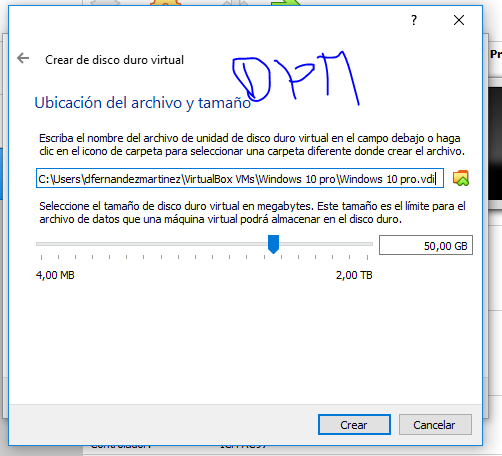 ?
Crear de disco duro virtual
DFM
Ubicación del archivo y tamaño
Escriba el nombre del archivo de unidad de disco duro virtual en el campo debajo o haga
clic en el icono de carpeta para seleccionar una carpeta diferente donde crear el archivo.
C:\Users\dfernandezmartinez\VirtualBox VMs\Windows 10 pro\Windows 10 pro.vdi
Seleccione el tamaño de disco duro virtual en megabytes. Este tamaño es el límite para el
archivo de datos que una máquina virtual podrá almacenar en el disco duro.
50,00 GB
4,00 MB 2,00 TB
Crear Cancelar
Pr